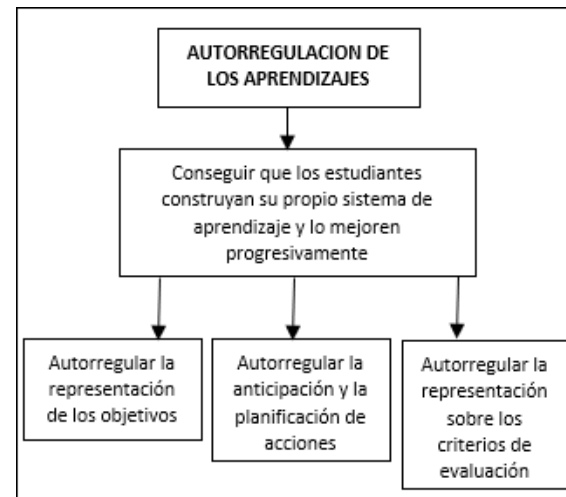 AUTORREGULACION DE
LOS APRENDIZAJES
Conseguir que los estudiantes
construyan su propio sistema de
aprendizaje y lo mejoren
progresivamente
Autorregular la
representación
de los objetivos
Autorregular la
anticipación y la
planificación de
acciones
Autorregular la
representación
sobre los
criterios de
evaluación